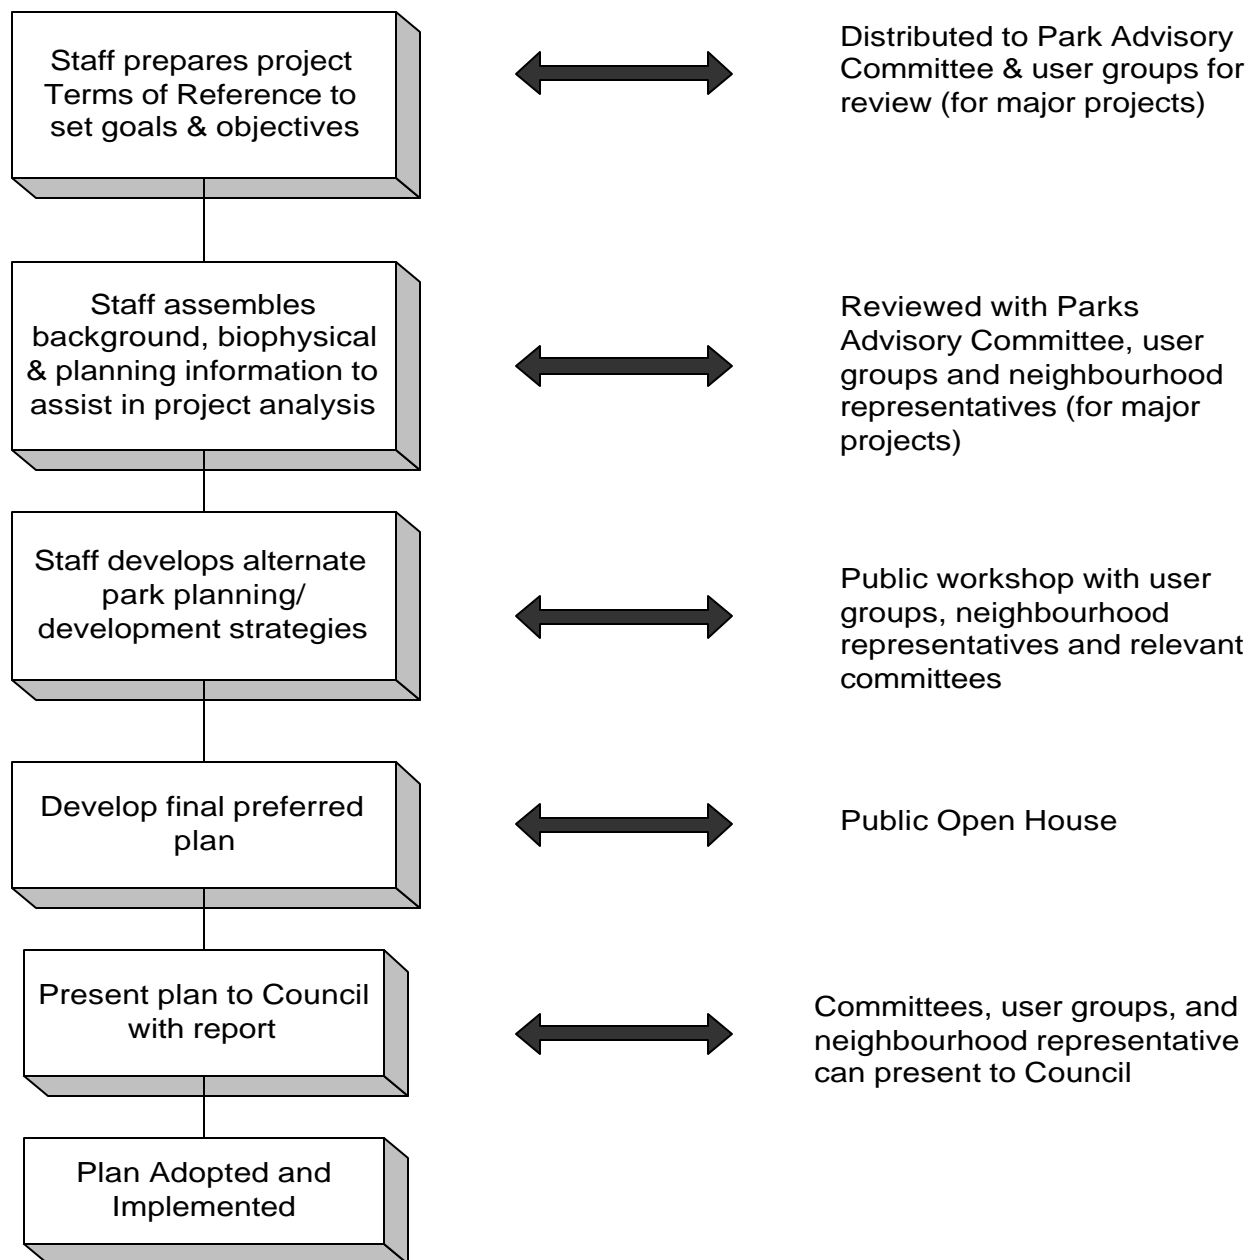 Staff prepares project
Terms of Reference to
set goals & objectives
Distributed to Park Advisory
Committee & user groups for
review (for major projects)
Staff assembles
background, biophysical
& planning information to
assist in project analysis
Reviewed with Parks
Advisory Committee, user
groups and neighbourhood
representatives (for major
projects)
Staff develops alternate
park planning/
development strategies
Public workshop with user
groups, neighbourhood
representatives and relevant
committees
Develop final preferred
plan
Public Open House
Present plan to Council
with report
Committees, user groups, and
neighbourhood representative
can present to Council
Plan Adopted and
Implemented